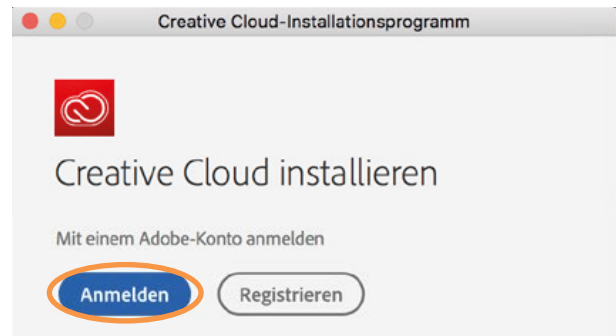 Creative Cloud-Installationsprogramm
Creative Cloud installieren
Mit einem Adobe-Konto anmelden
Anmelden Registrieren